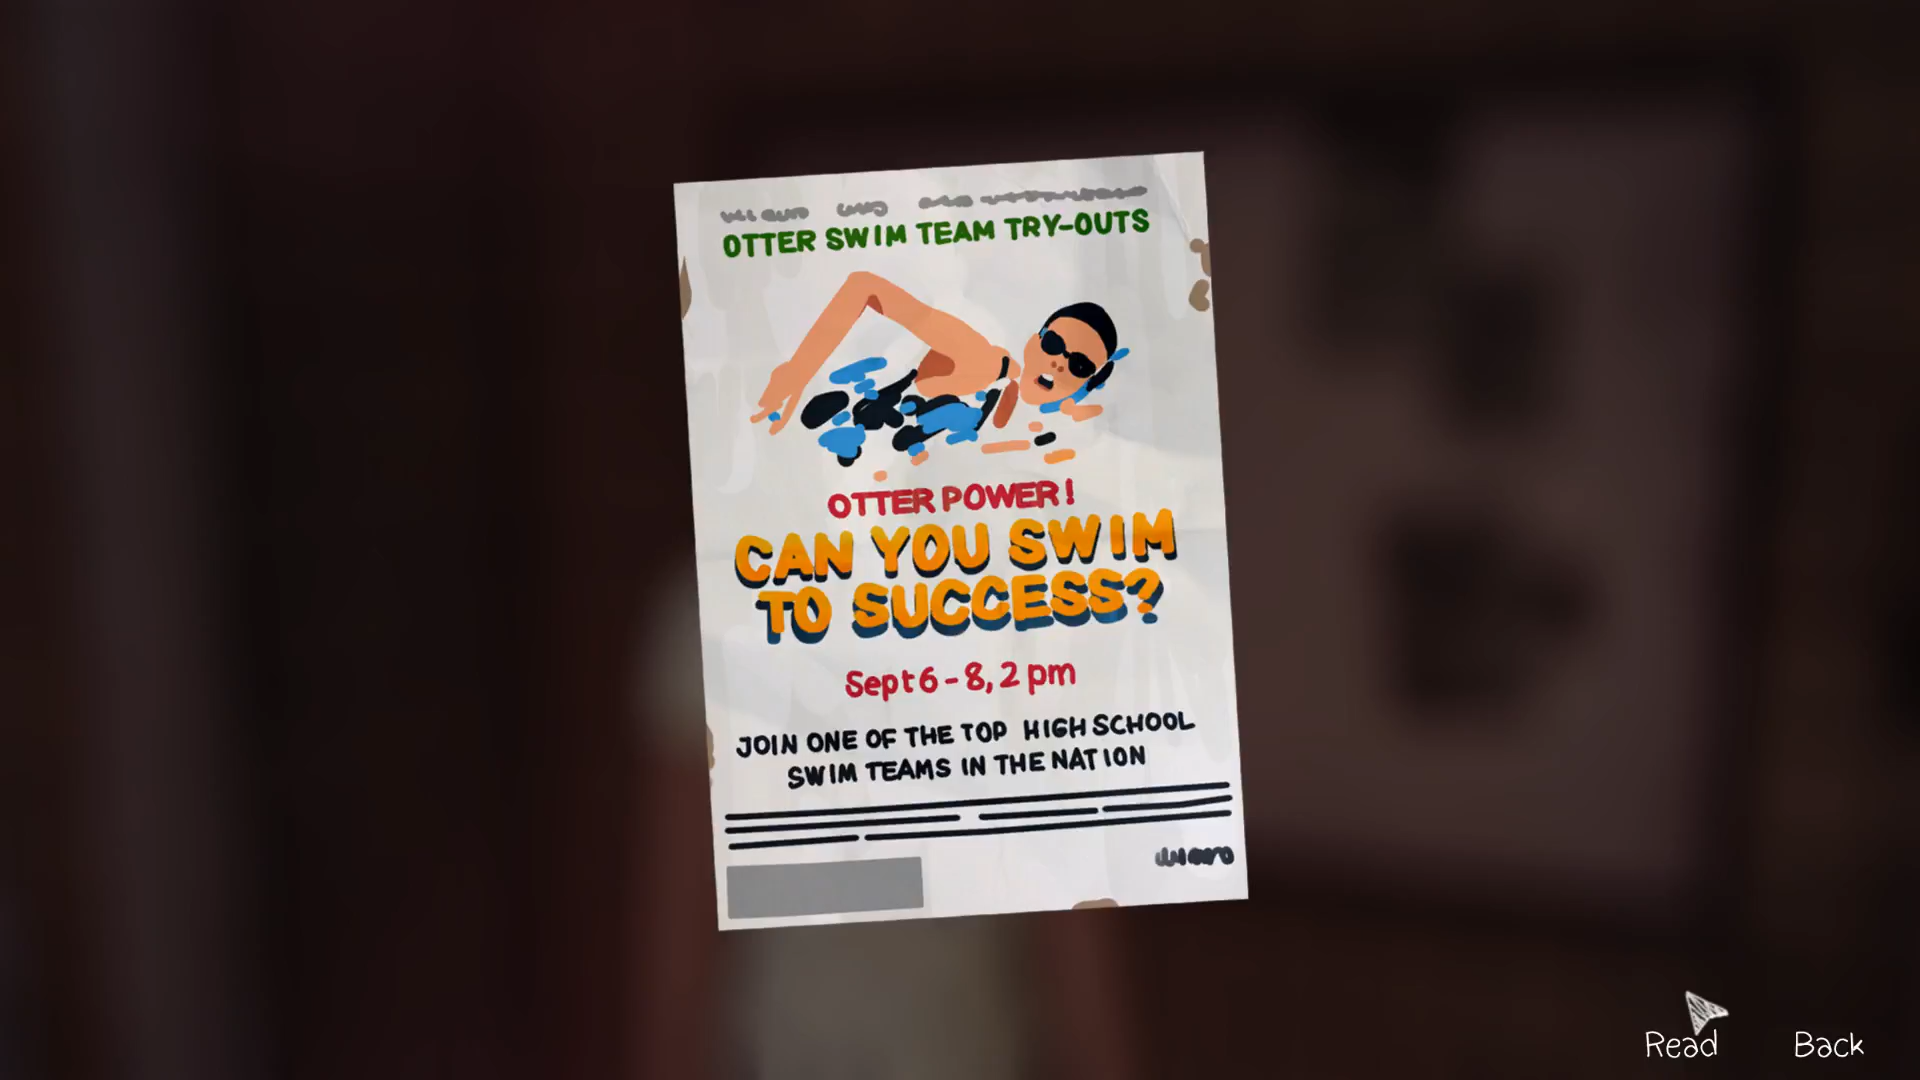 OTTER SWIM TEAM TRY-OUTS
OTTER POWER!
CAN YOU SWIM
TO SUCCESS?
Sept 6-8, 2 pm
JOIN ONE OF THE TOP HIGH SCHOOL
SWIM TEAMS IN THE NATION
Read
Back